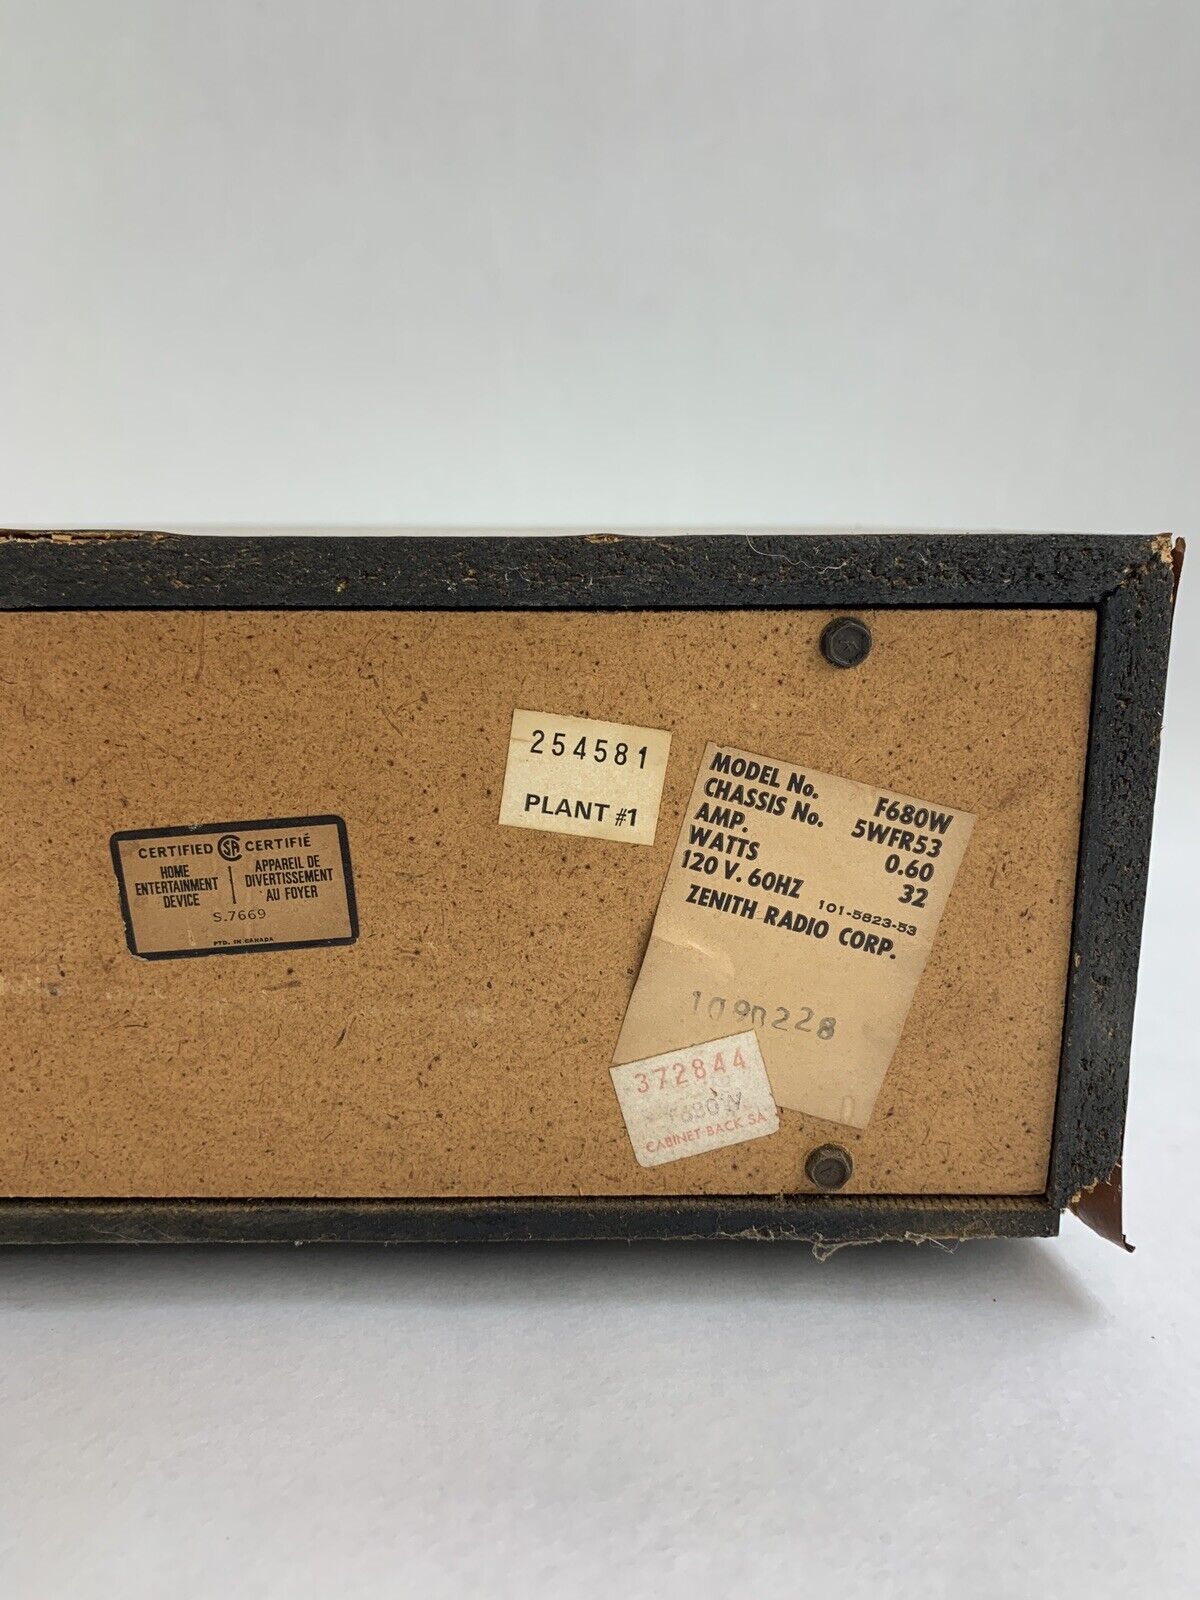 254581
PLANT #1
MODEL No. F680W
CHASSIS No. 5WFR53
AMP. 0.60
WATTS 32
120 V. 60HZ 101-5823-53
ZENITH RADIO CORP.
CERTIFIED SA CERTIFIÉ
HOME ENTERTAINMENT DEVICE
APPAREIL DE DIVERTISSEMENT AU FOYER
S.7669
PTD. IN CANADA
372844
F680W
CABINET BACK SA